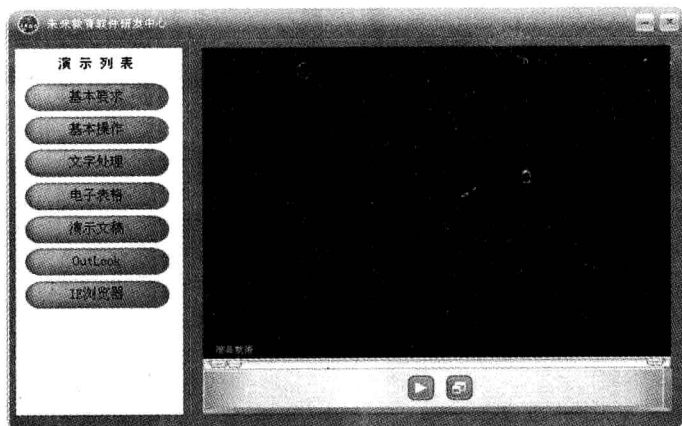 未来教育软件研发中心
演示列表
基本要求
基本操作
文字处理
电子表格
演示文稿
OutLook
IE浏览器